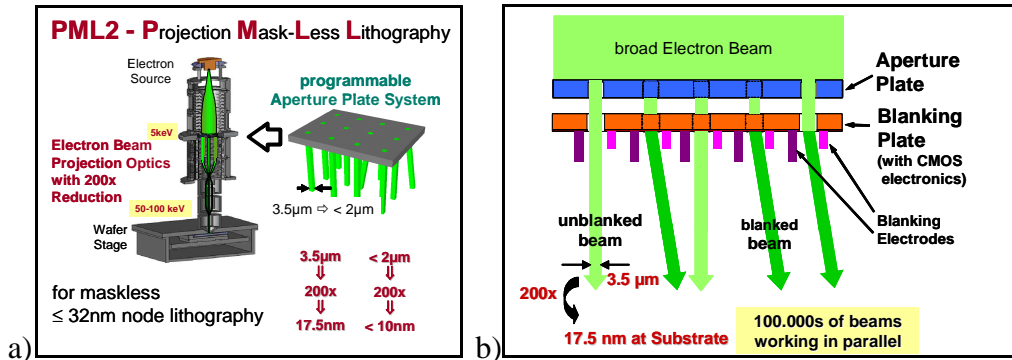 PML2 - Projection Mask-Less Lithography
Electron
Source
programmable
Aperture Plate System
5keV
Electron Beam
Projection Optics
with 200x
Reduction
50-100 keV
3.5µm ⇨ < 2µm
Wafer
Stage
3.5µm < 2µm
⇓ ⇓
200x 200x
⇓ ⇓
17.5nm < 10nm
for maskless
≤ 32nm node lithography
a)
broad Electron Beam
Aperture
Plate
Blanking
Plate
(with CMOS
electronics)
Blanking
Electrodes
unblanked
beam
blanked
beam
3.5 µm
200x
17.5 nm at Substrate
100.000s of beams
working in parallel
b)